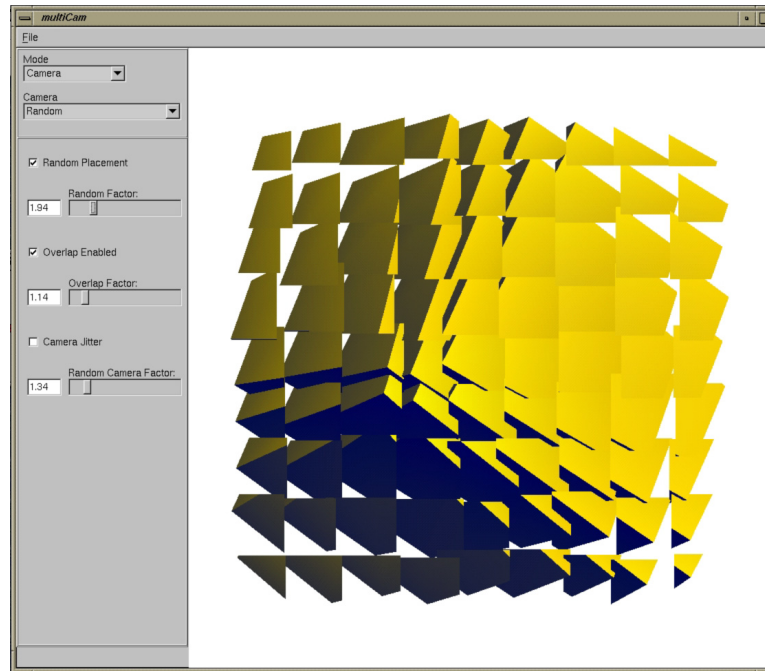 multiCam
File
Mode
Camera
Camera
Random
Random Placement
Random Factor:
1.94
Overlap Enabled
Overlap Factor:
1.14
Camera Jitter
Random Camera Factor:
1.34